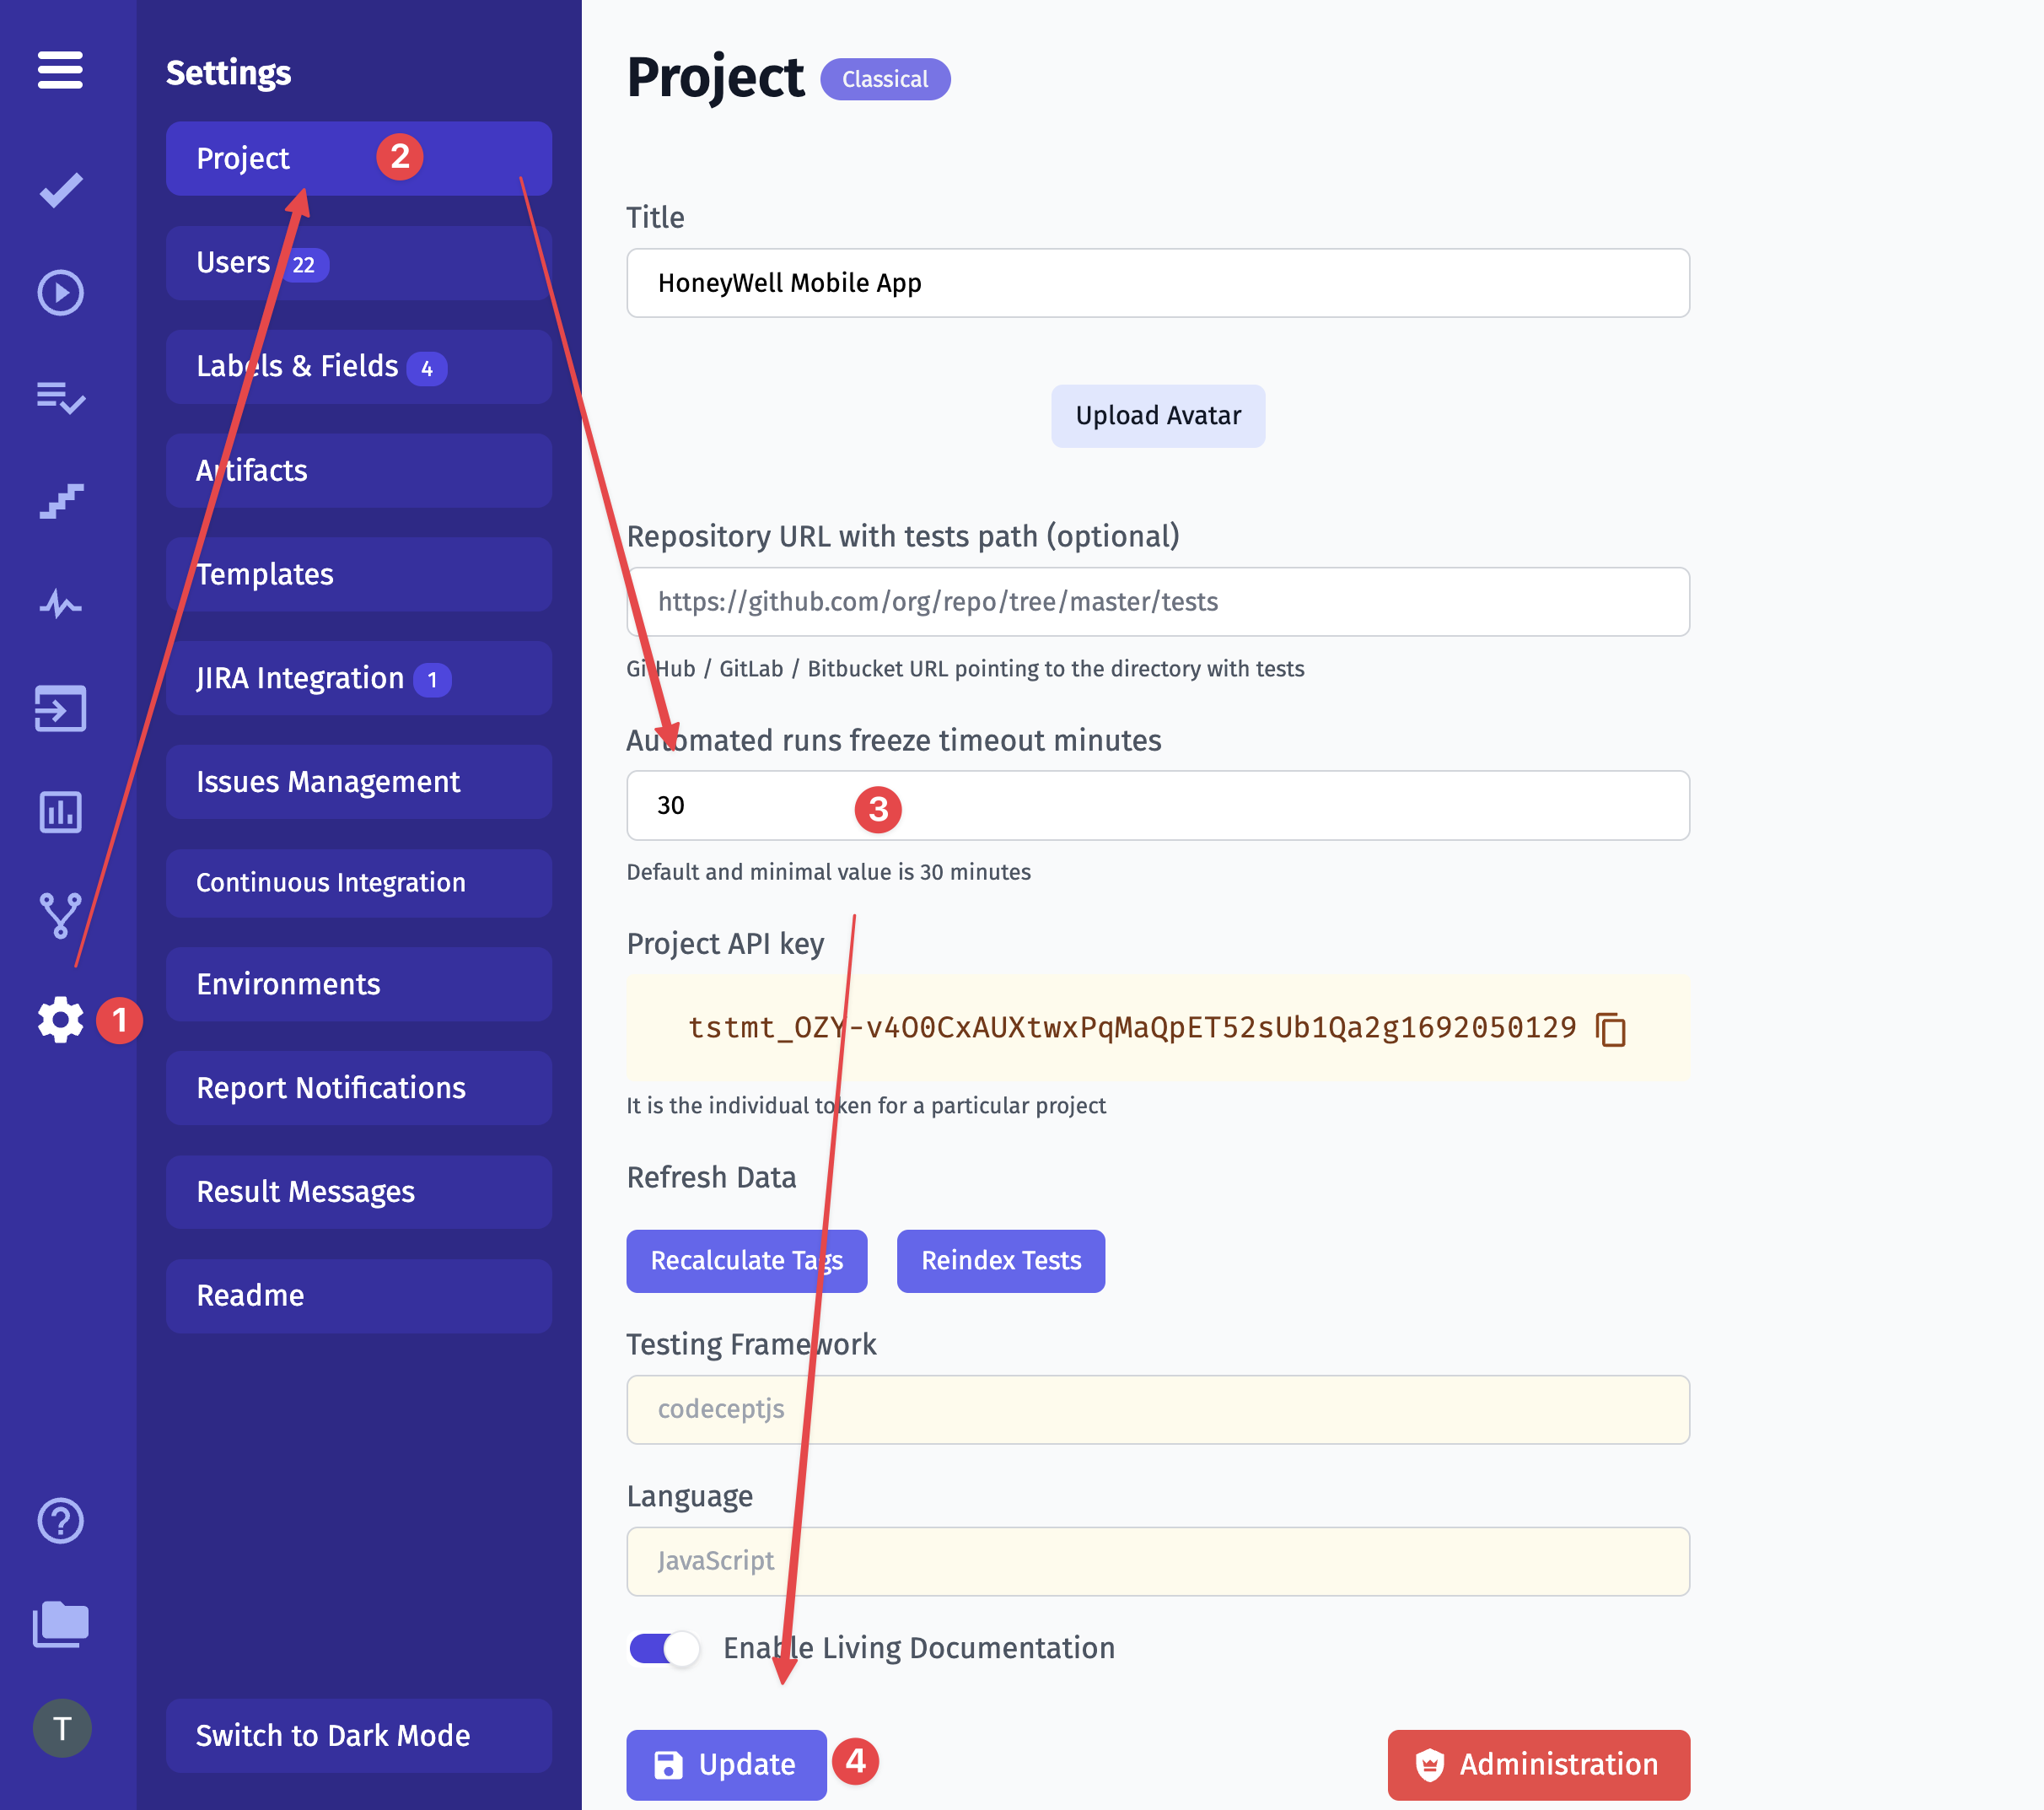 Settings
Project
2
Users 22
Labels & Fields 4
Artifacts
Templates
JIRA Integration 1
Issues Management
Continuous Integration
Environments
1
Report Notifications
Result Messages
Readme
T
Switch to Dark Mode
Project Classical
Title
HoneyWell Mobile App
Upload Avatar
Repository URL with tests path (optional)
https://github.com/org/repo/tree/master/tests
GitHub / GitLab / Bitbucket URL pointing to the directory with tests
Automated runs freeze timeout minutes
30
3
Default and minimal value is 30 minutes
Project API key
tstmt_OZY-v4O0CxAUXtwxPqMaQpET52sUb1Qa2g1692050129
It is the individual token for a particular project
Refresh Data
Recalculate Tags
Reindex Tests
Testing Framework
codeceptjs
Language
JavaScript
Enable Living Documentation
Update
4
Administration